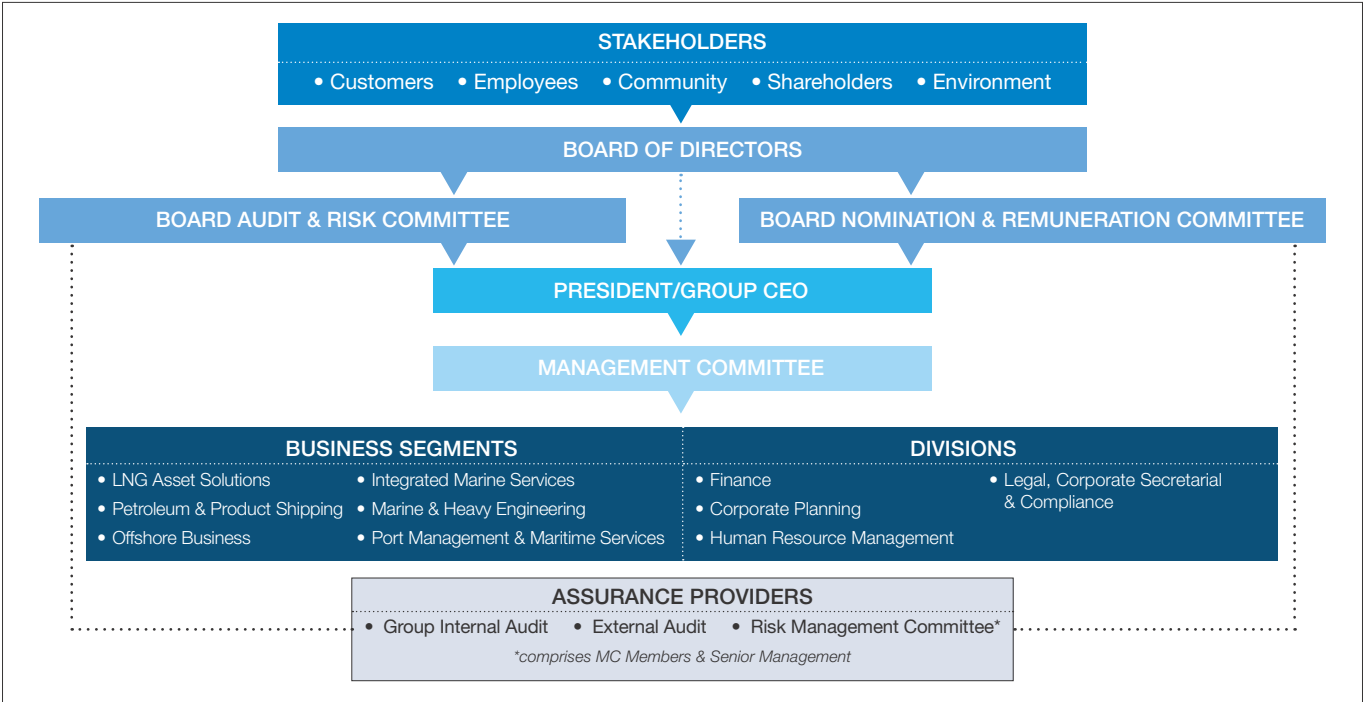 STAKEHOLDERS
• Customers • Employees • Community • Shareholders • Environment
BOARD OF DIRECTORS
BOARD AUDIT & RISK COMMITTEE
BOARD NOMINATION & REMUNERATION COMMITTEE
PRESIDENT/GROUP CEO
MANAGEMENT COMMITTEE
BUSINESS SEGMENTS
• LNG Asset Solutions
• Petroleum & Product Shipping
• Offshore Business
• Integrated Marine Services
• Marine & Heavy Engineering
• Port Management & Maritime Services
DIVISIONS
• Finance
• Corporate Planning
• Human Resource Management
• Legal, Corporate Secretarial
& Compliance
ASSURANCE PROVIDERS
• Group Internal Audit • External Audit • Risk Management Committee*
*comprises MC Members & Senior Management